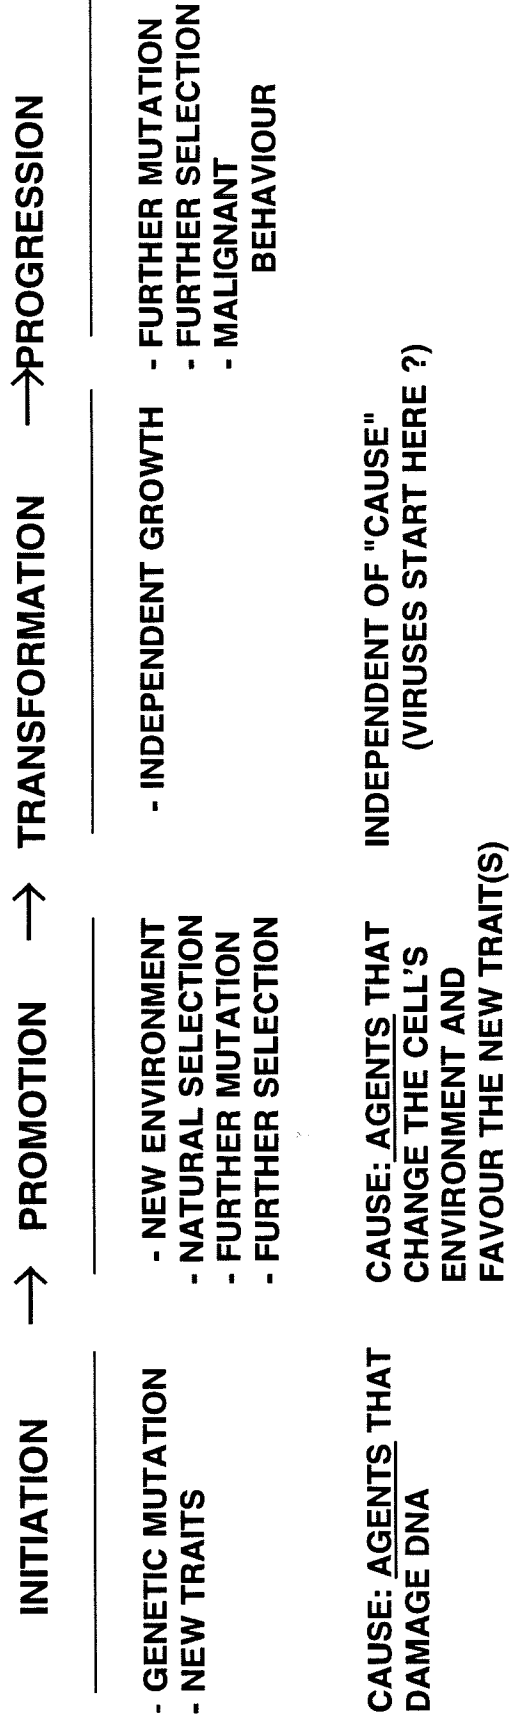 INITIATION → PROMOTION → TRANSFORMATION → PROGRESSION
- GENETIC MUTATION
- NEW TRAITS
CAUSE: AGENTS THAT
DAMAGE DNA
- NEW ENVIRONMENT
- NATURAL SELECTION
- FURTHER MUTATION
- FURTHER SELECTION
CAUSE: AGENTS THAT
CHANGE THE CELL'S
ENVIRONMENT AND
FAVOUR THE NEW TRAIT(S)
- INDEPENDENT GROWTH
INDEPENDENT OF "CAUSE"
(VIRUSES START HERE ?)
- FURTHER MUTATION
- FURTHER SELECTION
- MALIGNANT
BEHAVIOUR